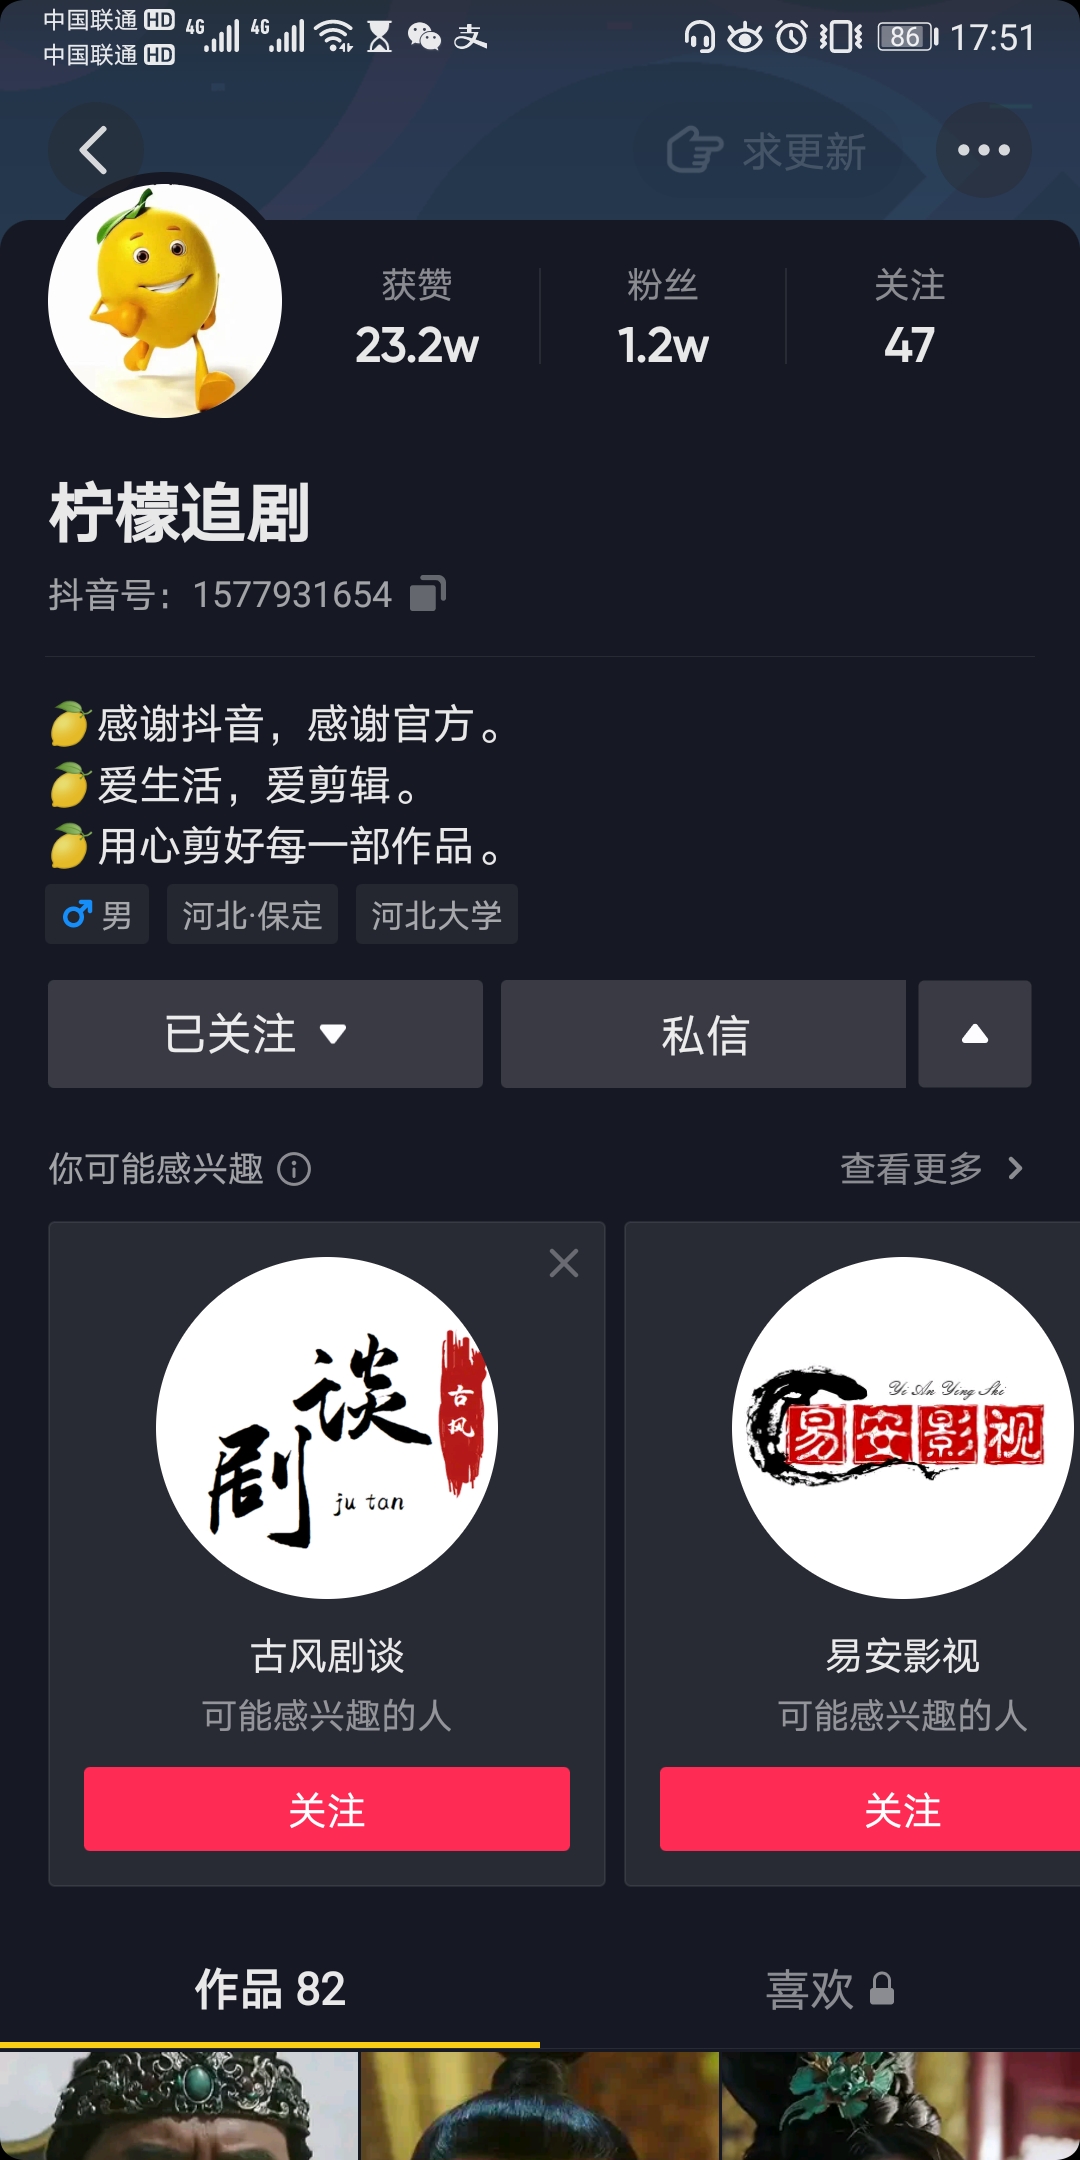 中国联通 HD 4G 4G 86 17:51
中国联通 HD
求更新
获赞 粉丝 关注
23.2w 1.2w 47
柠檬追剧
抖音号：1577931654
🍋感谢抖音，感谢官方。
🍋爱生活，爱剪辑。
🍋用心剪好每一部作品。
男 河北·保定 河北大学
已关注 私信
你可能感兴趣 查看更多
剧谈 古风 ju tan
Yi An Ying Shi
易安影视
古风剧谈 易安影视
可能感兴趣的人 可能感兴趣的人
关注 关注
作品 82 喜欢